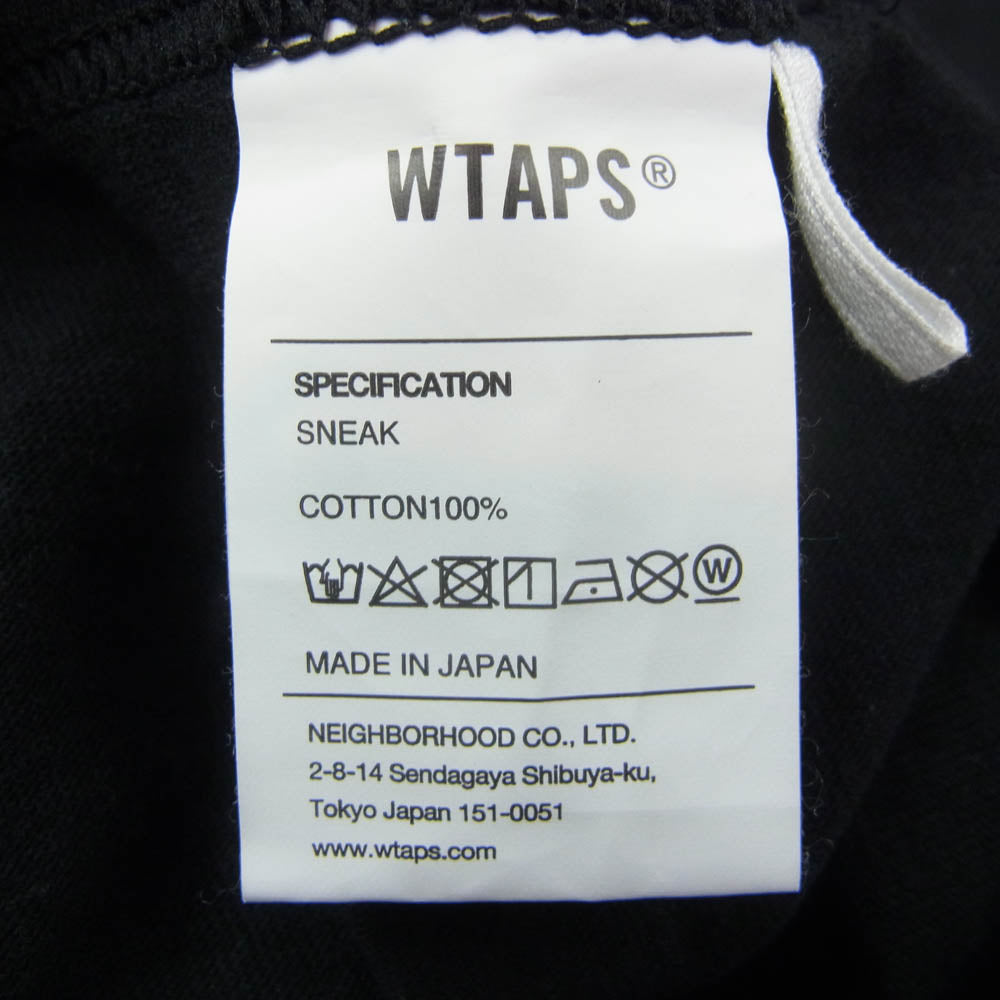 WTAPS®
SPECIFICATION
SNEAK
COTTON100%
W
MADE IN JAPAN
NEIGHBORHOOD CO., LTD.
2-8-14 Sendagaya Shibuya-ku,
Tokyo Japan 151-0051
www.wtaps.com